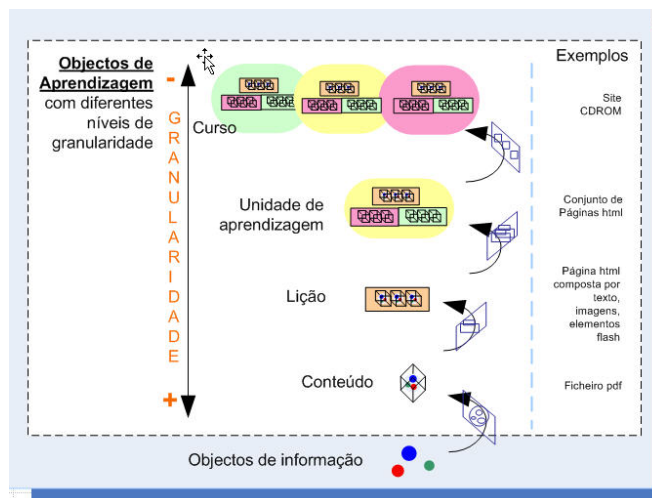 Objectos de
Aprendizagem
com diferentes
níveis de
granularidade
-
GRANULARIDADE
+
Curso
Unidade de
aprendizagem
Lição
Conteúdo
Objectos de informação
Exemplos
Site
CDROM
Conjunto de
Páginas html
Página html
composta por
texto,
imagens,
elementos
flash
Ficheiro pdf